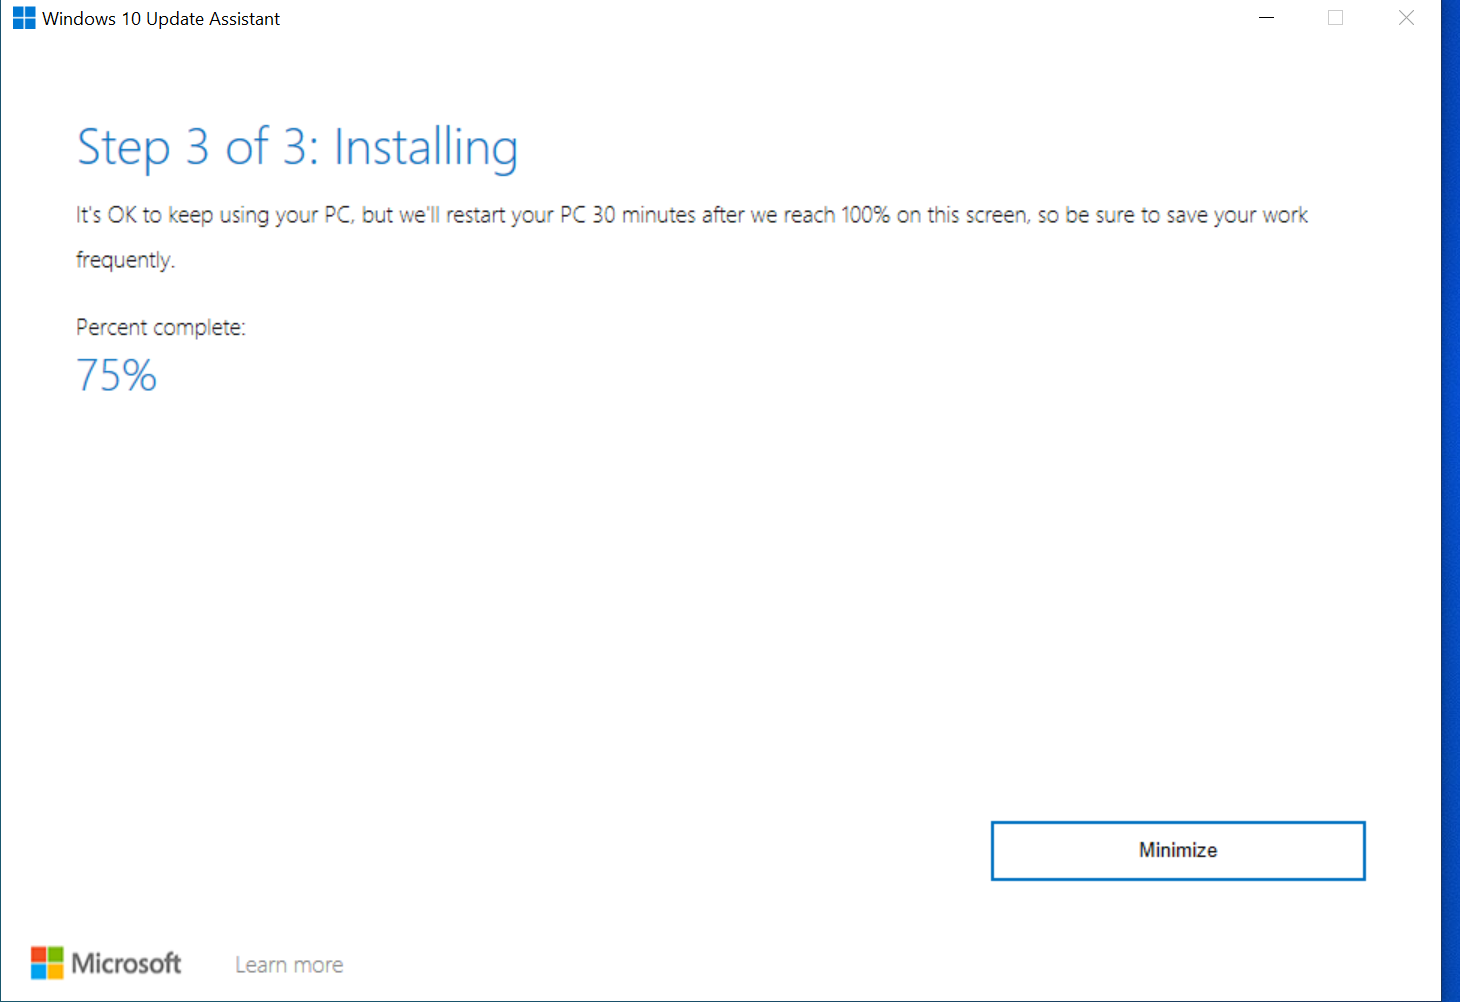 Windows 10 Update Assistant
Step 3 of 3: Installing
It's OK to keep using your PC, but we'll restart your PC 30 minutes after we reach 100% on this screen, so be sure to save your work
frequently.
Percent complete:
75%
Minimize
Microsoft
Learn more